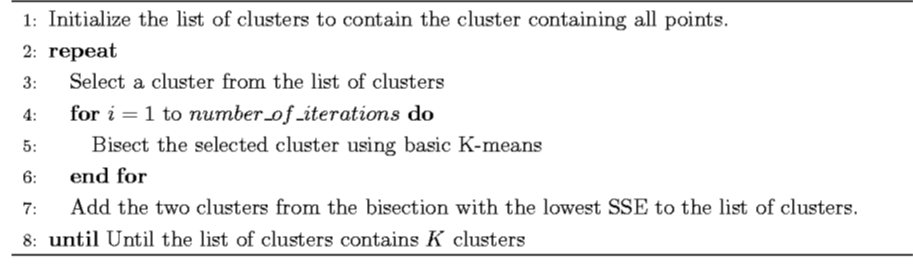 1: Initialize the list of clusters to contain the cluster containing all points.
2: repeat
3: Select a cluster from the list of clusters
4: for i = 1 to number_of_iterations do
5: Bisect the selected cluster using basic K-means
6: end for
7: Add the two clusters from the bisection with the lowest SSE to the list of clusters.
8: until Until the list of clusters contains K clusters